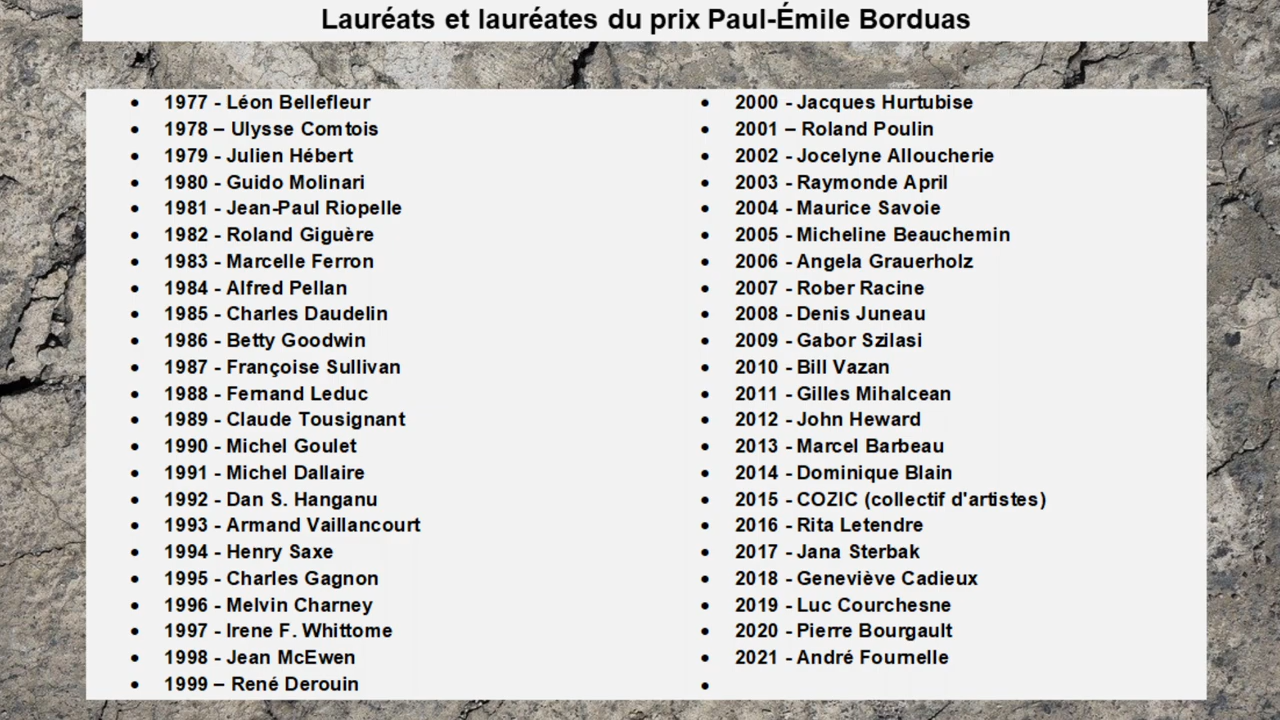 Lauréats et lauréates du prix Paul-Émile Borduas
• 1977 - Léon Bellefleur
• 1978 – Ulysse Comtois
• 1979 - Julien Hébert
• 1980 - Guido Molinari
• 1981 - Jean-Paul Riopelle
• 1982 - Roland Giguère
• 1983 - Marcelle Ferron
• 1984 - Alfred Pellan
• 1985 - Charles Daudelin
• 1986 - Betty Goodwin
• 1987 - Françoise Sullivan
• 1988 - Fernand Leduc
• 1989 - Claude Tousignant
• 1990 - Michel Goulet
• 1991 - Michel Dallaire
• 1992 - Dan S. Hanganu
• 1993 - Armand Vaillancourt
• 1994 - Henry Saxe
• 1995 - Charles Gagnon
• 1996 - Melvin Charney
• 1997 - Irene F. Whittome
• 1998 - Jean McEwen
• 1999 – René Derouin
• 2000 - Jacques Hurtubise
• 2001 – Roland Poulin
• 2002 - Jocelyne Alloucherie
• 2003 - Raymonde April
• 2004 - Maurice Savoie
• 2005 - Micheline Beauchemin
• 2006 - Angela Grauerholz
• 2007 - Rober Racine
• 2008 - Denis Juneau
• 2009 - Gabor Szilasi
• 2010 - Bill Vazan
• 2011 - Gilles Mihalcean
• 2012 - John Heward
• 2013 - Marcel Barbeau
• 2014 - Dominique Blain
• 2015 - COZIC (collectif d'artistes)
• 2016 - Rita Letendre
• 2017 - Jana Sterbak
• 2018 - Geneviève Cadieux
• 2019 - Luc Courchesne
• 2020 - Pierre Bourgault
• 2021 - André Fournelle
•